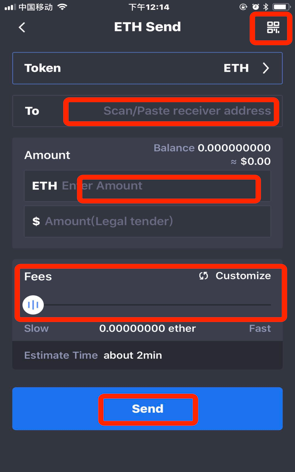 中国移动 下午12:14
ETH Send
Token ETH
To Scan/Paste receiver address
Amount Balance 0.000000000
≈ $0.00
ETH Enter Amount
$ Amount(Legal tender)
Fees Customize
Slow 0.00000000 ether Fast
Estimate Time about 2min
Send